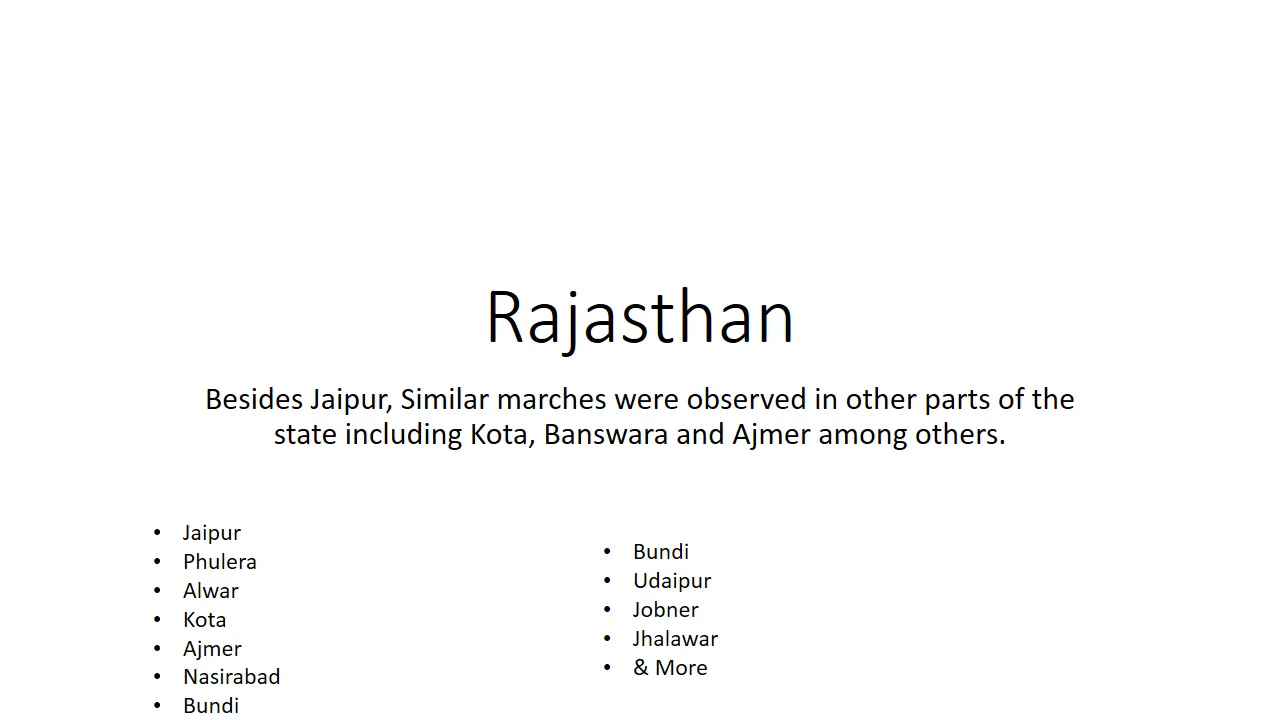 Rajasthan
Besides Jaipur, Similar marches were observed in other parts of the
state including Kota, Banswara and Ajmer among others.
• Jaipur
• Phulera
• Alwar
• Kota
• Ajmer
• Nasirabad
• Bundi
• Bundi
• Udaipur
• Jobner
• Jhalawar
• & More